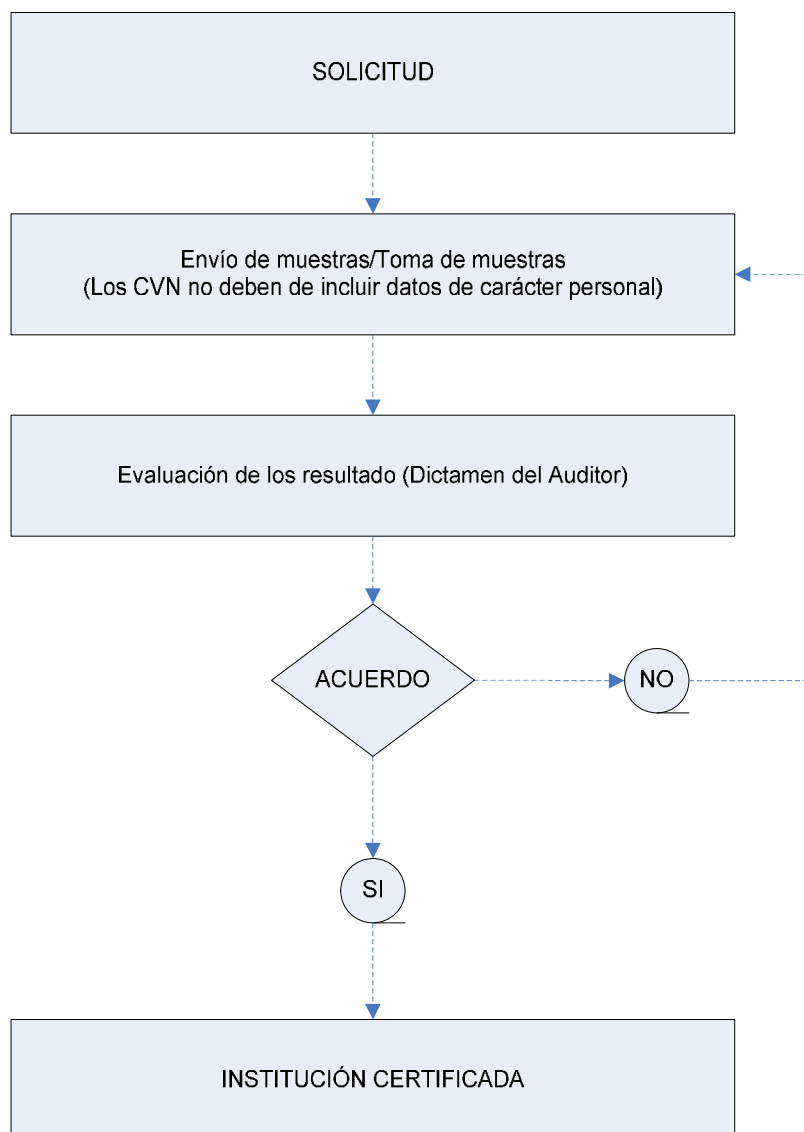 SOLICITUD
Envío de muestras/Toma de muestras
(Los CVN no deben de incluir datos de carácter personal)
Evaluación de los resultado (Dictamen del Auditor)
ACUERDO
NO
SI
INSTITUCIÓN CERTIFICADA